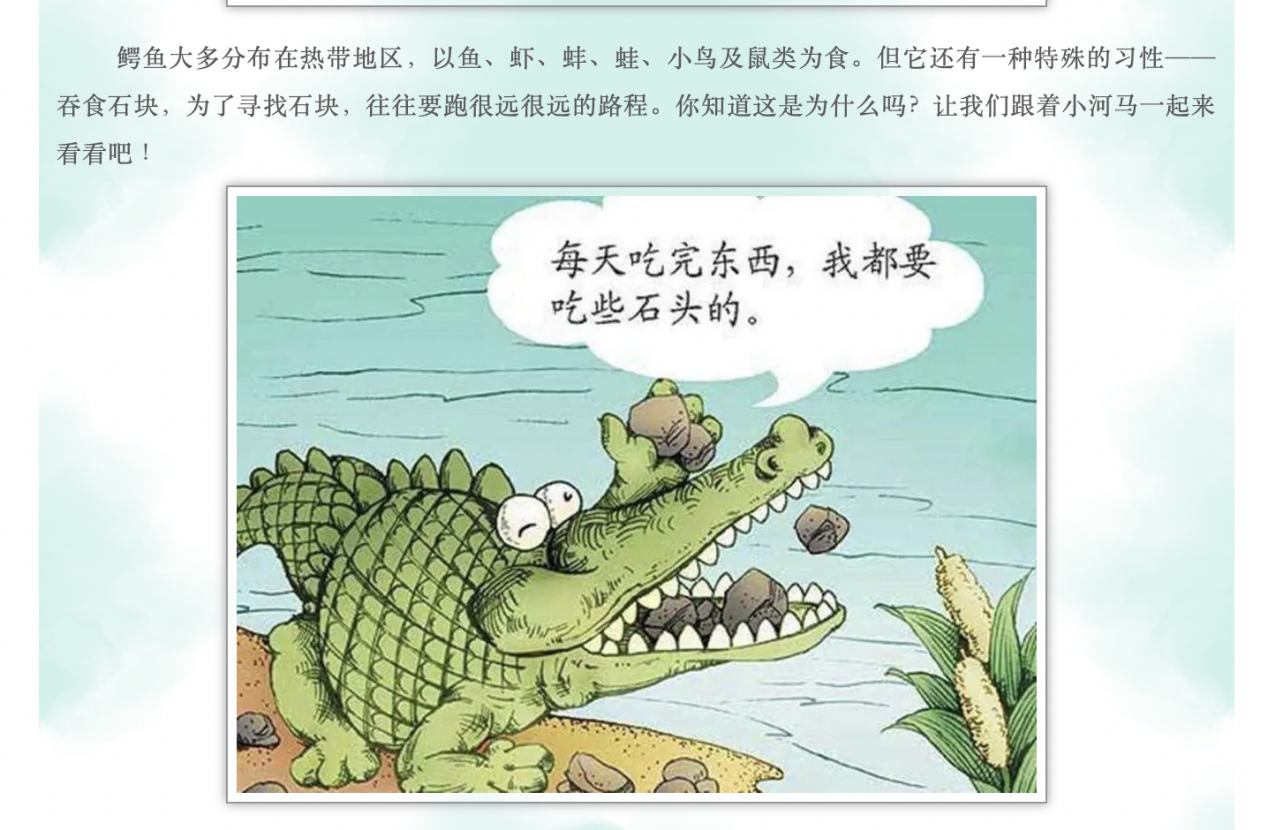 鳄鱼大多分布在热带地区，以鱼、虾、蚌、蛙、小鸟及鼠类为食。但它还有一种特殊的习性——
吞食石块，为了寻找石块，往往要跑很远很远的路程。你知道这是为什么吗？让我们跟着小河马一起来
看看吧！
每天吃完东西，我都要
吃些石头的。